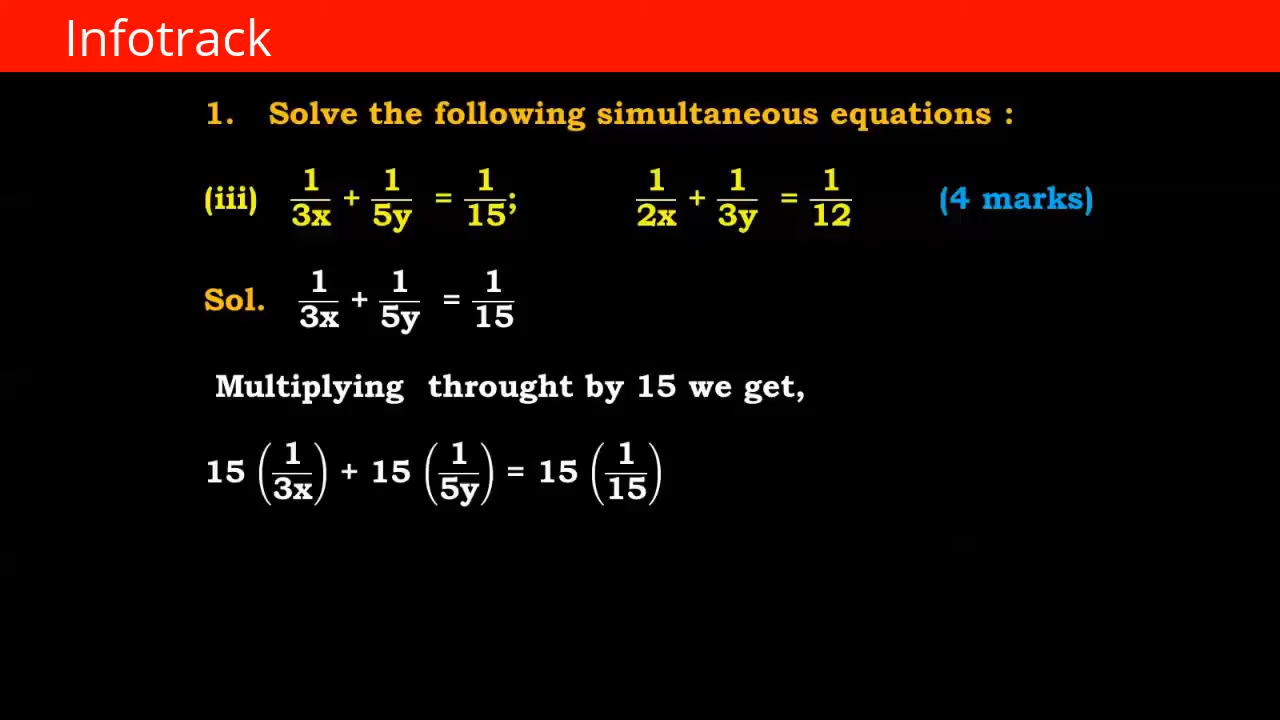 Infotrack
1. Solve the following simultaneous equations :
(iii) 1/3x + 1/5y = 1/15; 1/2x + 1/3y = 1/12 (4 marks)
Sol. 1/3x + 1/5y = 1/15
Multiplying throught by 15 we get,
15 (1/3x) + 15 (1/5y) = 15 (1/15)